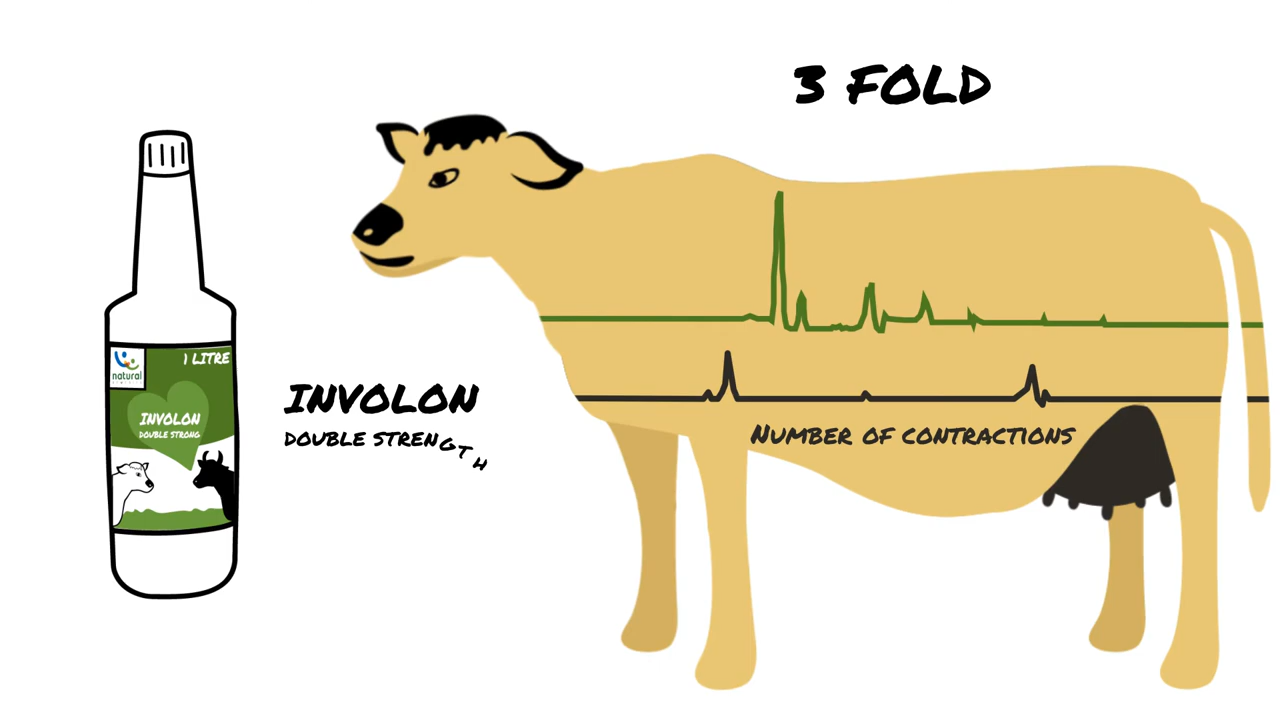 3 FOLD
1 LITRE
natural
INVOLON
DOUBLE STRONG
INVOLON
DOUBLE STRENGTH
NUMBER OF CONTRACTIONS